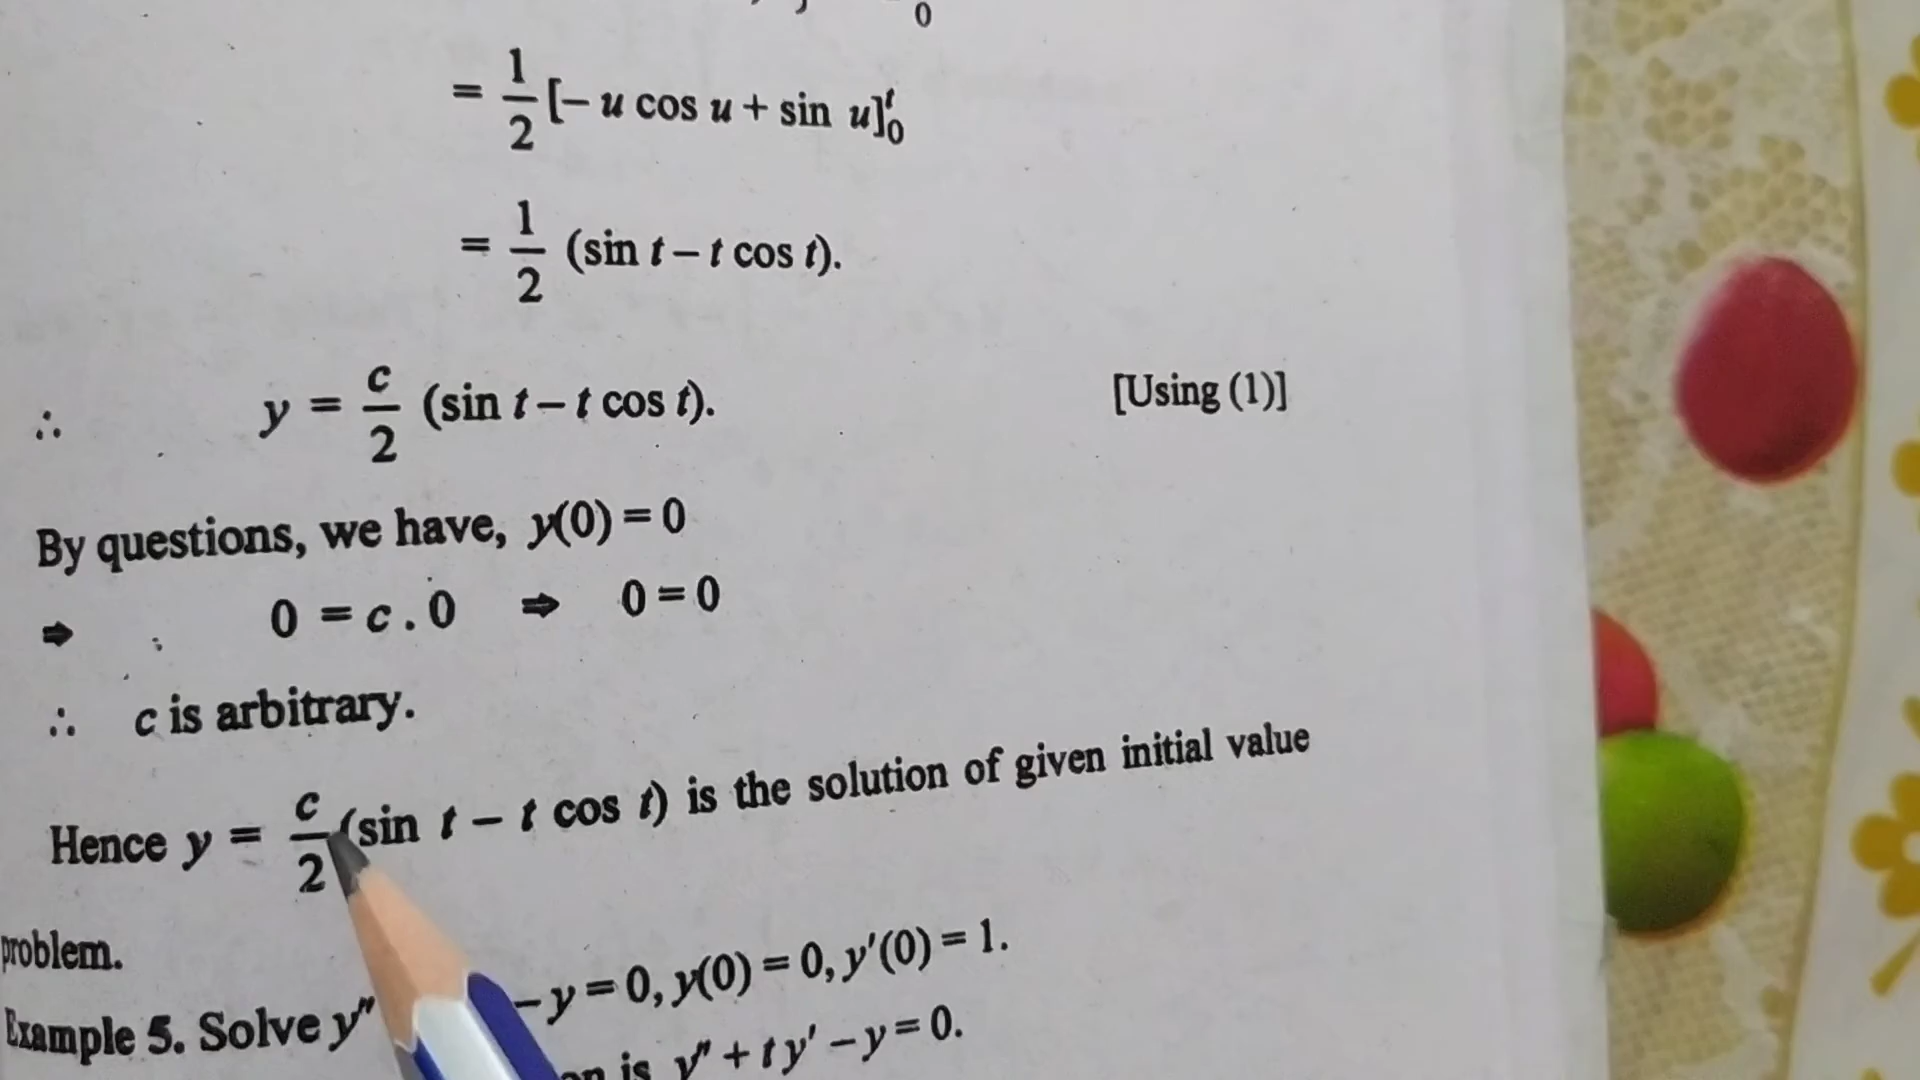 0
= 1/2 [– u cos u + sin u]₀ᵗ
= 1/2 (sin t – t cos t).
∴ y = c/2 (sin t – t cos t). [Using (1)]
By questions, we have, y(0) = 0
⇒ 0 = c . 0 ⇒ 0 = 0
∴ c is arbitrary.
Hence y = c/2 (sin t – t cos t) is the solution of given initial value
problem.
Example 5. Solve y″ – y = 0, y(0) = 0, y′(0) = 1.
is y″ + t y′ – y = 0.